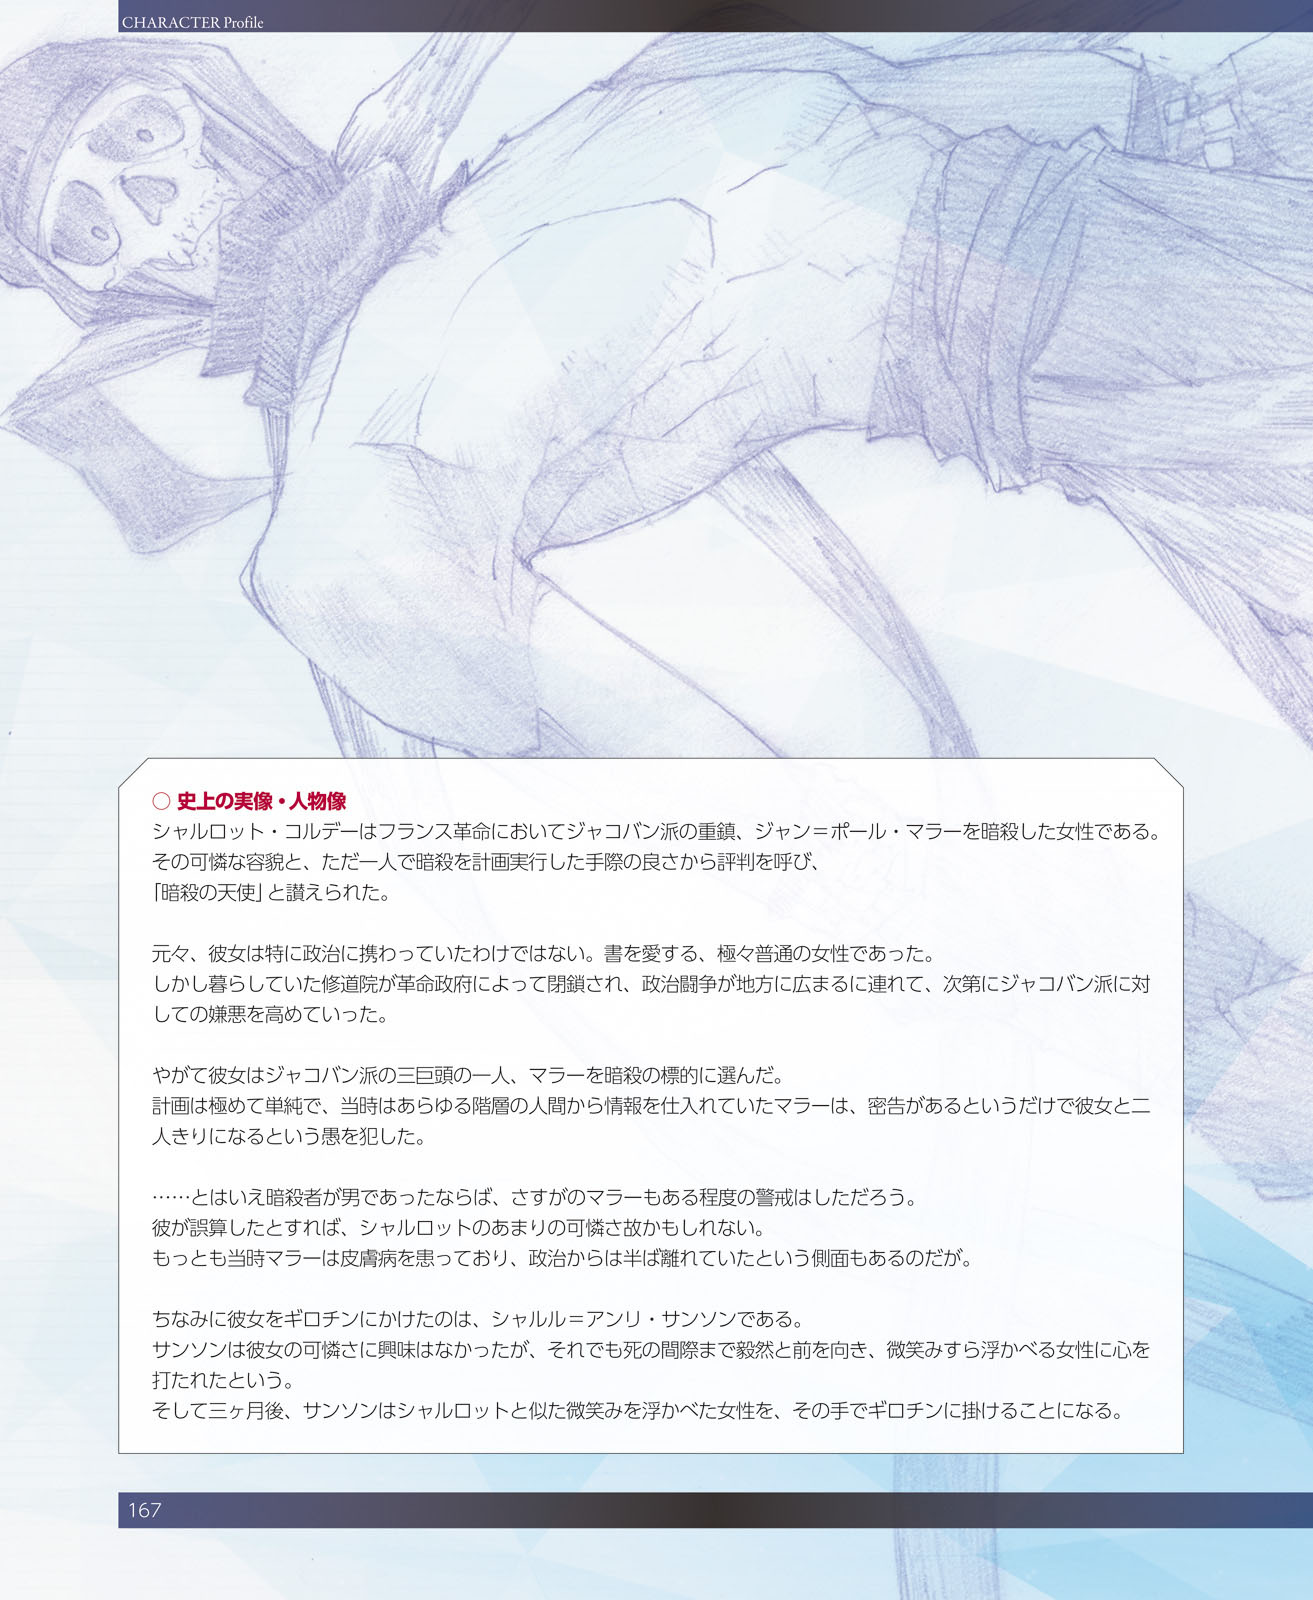 CHARACTER Profile
○ 史上の実像・人物像
シャルロット・コルデーはフランス革命においてジャコバン派の重鎮、ジャン＝ポール・マラーを暗殺した女性である。
その可憐な容貌と、ただ一人で暗殺を計画実行した手際の良さから評判を呼び、
「暗殺の天使」と讃えられた。
元々、彼女は特に政治に携わっていたわけではない。書を愛する、極々普通の女性であった。
しかし暮らしていた修道院が革命政府によって閉鎖され、政治闘争が地方に広まるに連れて、次第にジャコバン派に対
しての嫌悪を高めていった。
やがて彼女はジャコバン派の三巨頭の一人、マラーを暗殺の標的に選んだ。
計画は極めて単純で、当時はあらゆる階層の人間から情報を仕入れていたマラーは、密告があるというだけで彼女と二
人きりになるという愚を犯した。
……とはいえ暗殺者が男であったならば、さすがのマラーもある程度の警戒はしただろう。
彼が誤算したとすれば、シャルロットのあまりの可憐さ故かもしれない。
もっとも当時マラーは皮膚病を患っており、政治からは半ば離れていたという側面もあるのだが。
ちなみに彼女をギロチンにかけたのは、シャルル＝アンリ・サンソンである。
サンソンは彼女の可憐さに興味はなかったが、それでも死の間際まで毅然と前を向き、微笑みすら浮かべる女性に心を
打たれたという。
そして三ヶ月後、サンソンはシャルロットと似た微笑みを浮かべた女性を、その手でギロチンに掛けることになる。
167